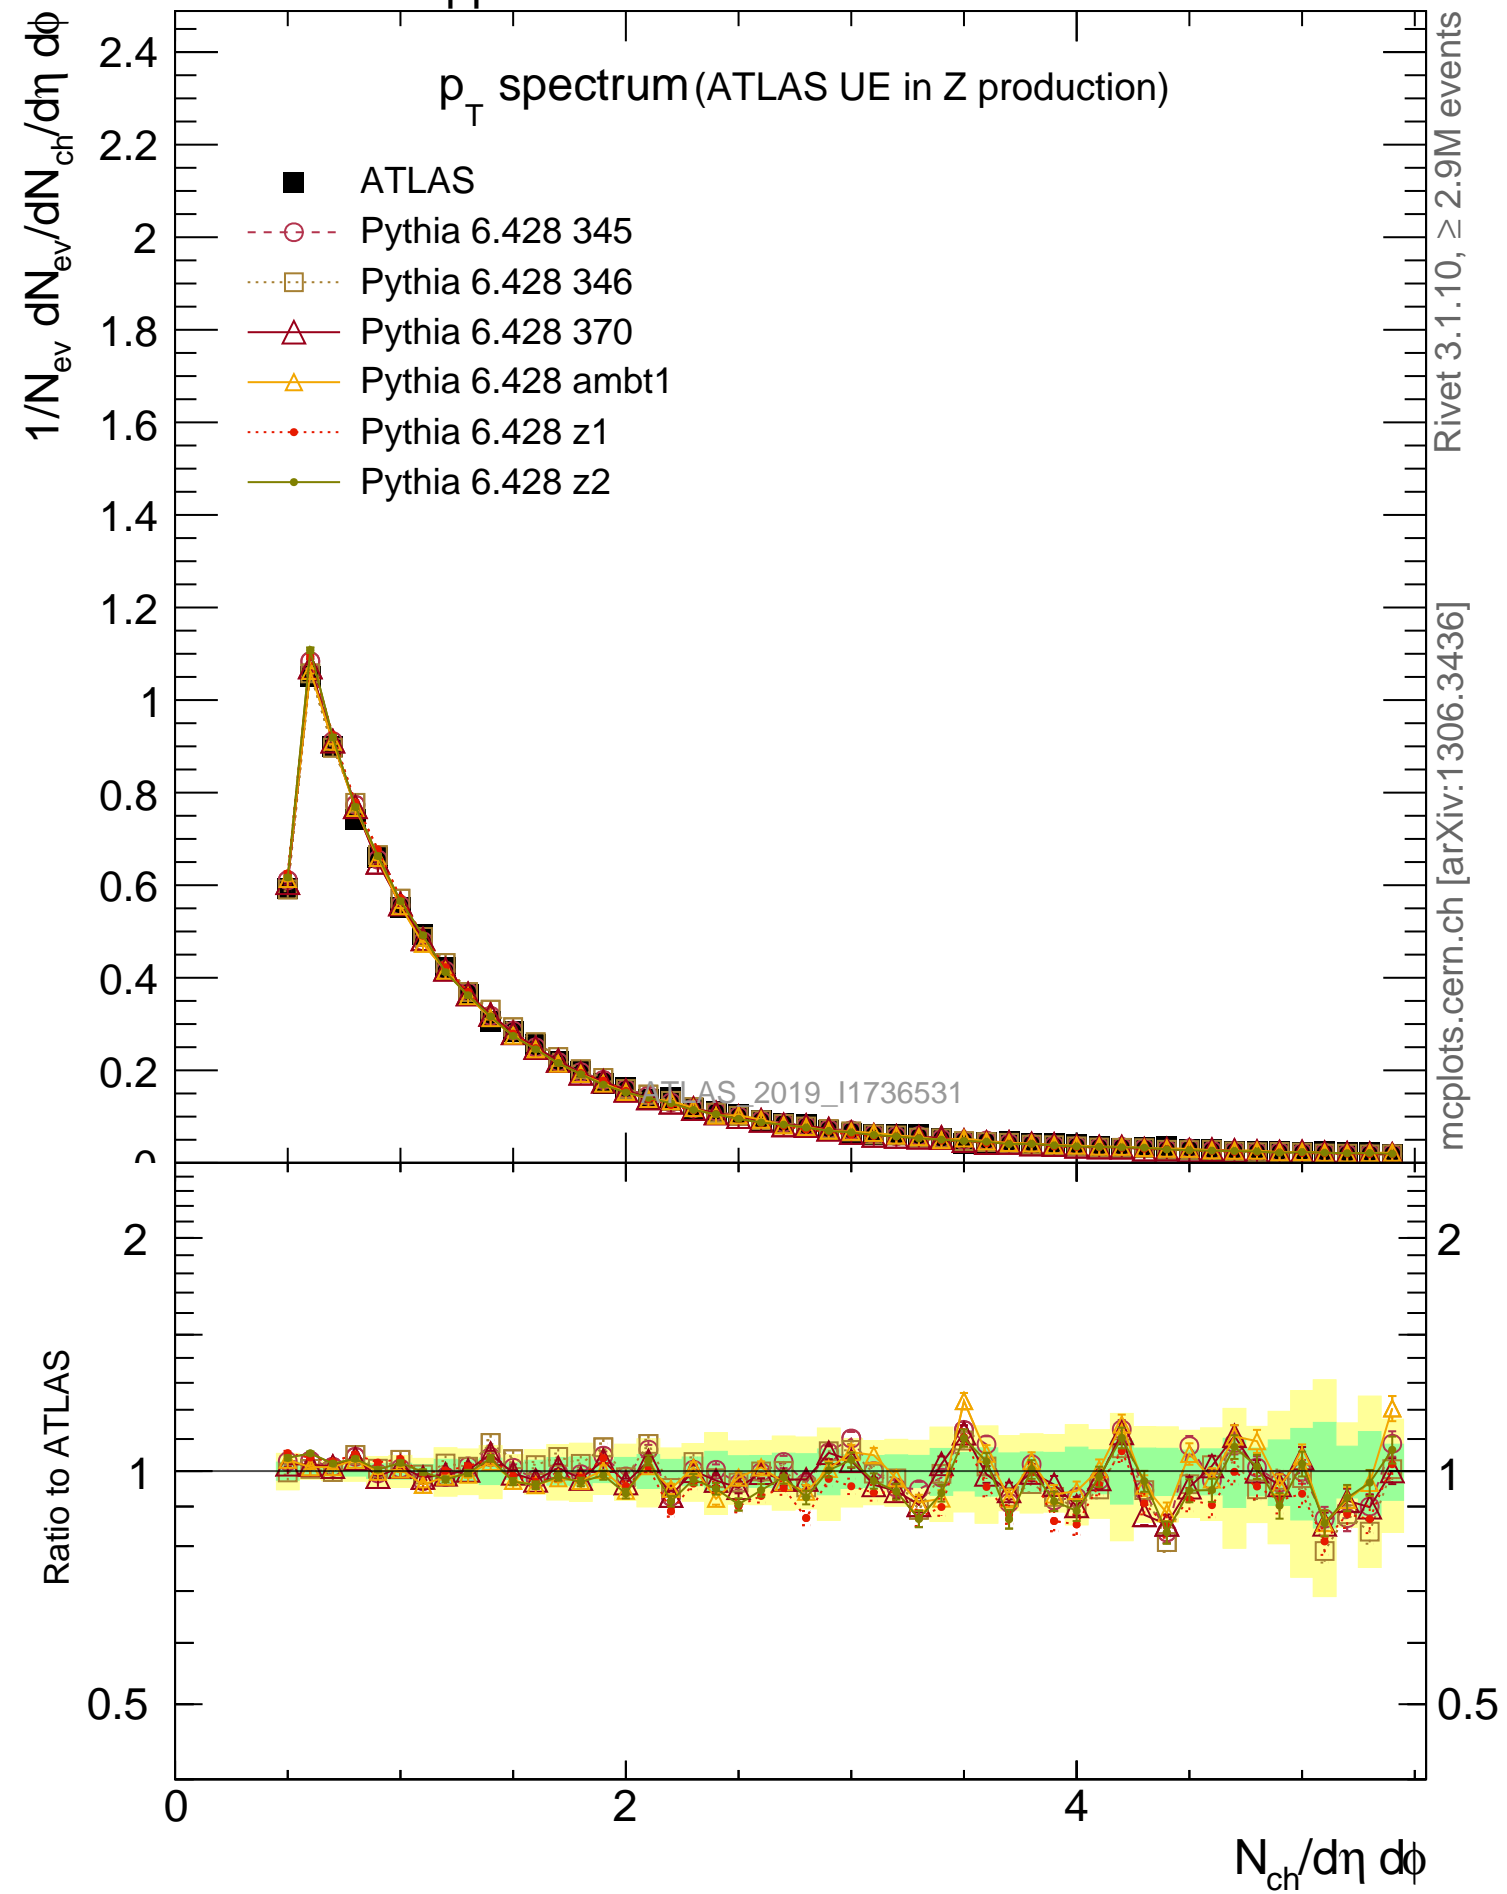 p_T spectrum (ATLAS UE in Z production)
1/N_ev dN_ev/dN_ch/dη dϕ
2.4
2.2
2
1.8
1.6
1.4
1.2
1
0.8
0.6
0.4
0.2
0
ATLAS
Pythia 6.428 345
Pythia 6.428 346
Pythia 6.428 370
Pythia 6.428 ambt1
Pythia 6.428 z1
Pythia 6.428 z2
ATLAS_2019_I1736531
Rivet 3.1.10, ≥ 2.9M events
mcplots.cern.ch [arXiv:1306.3436]
Ratio to ATLAS
2
1
0.5
2
1
0.5
0
2
4
N_ch/dη dϕ